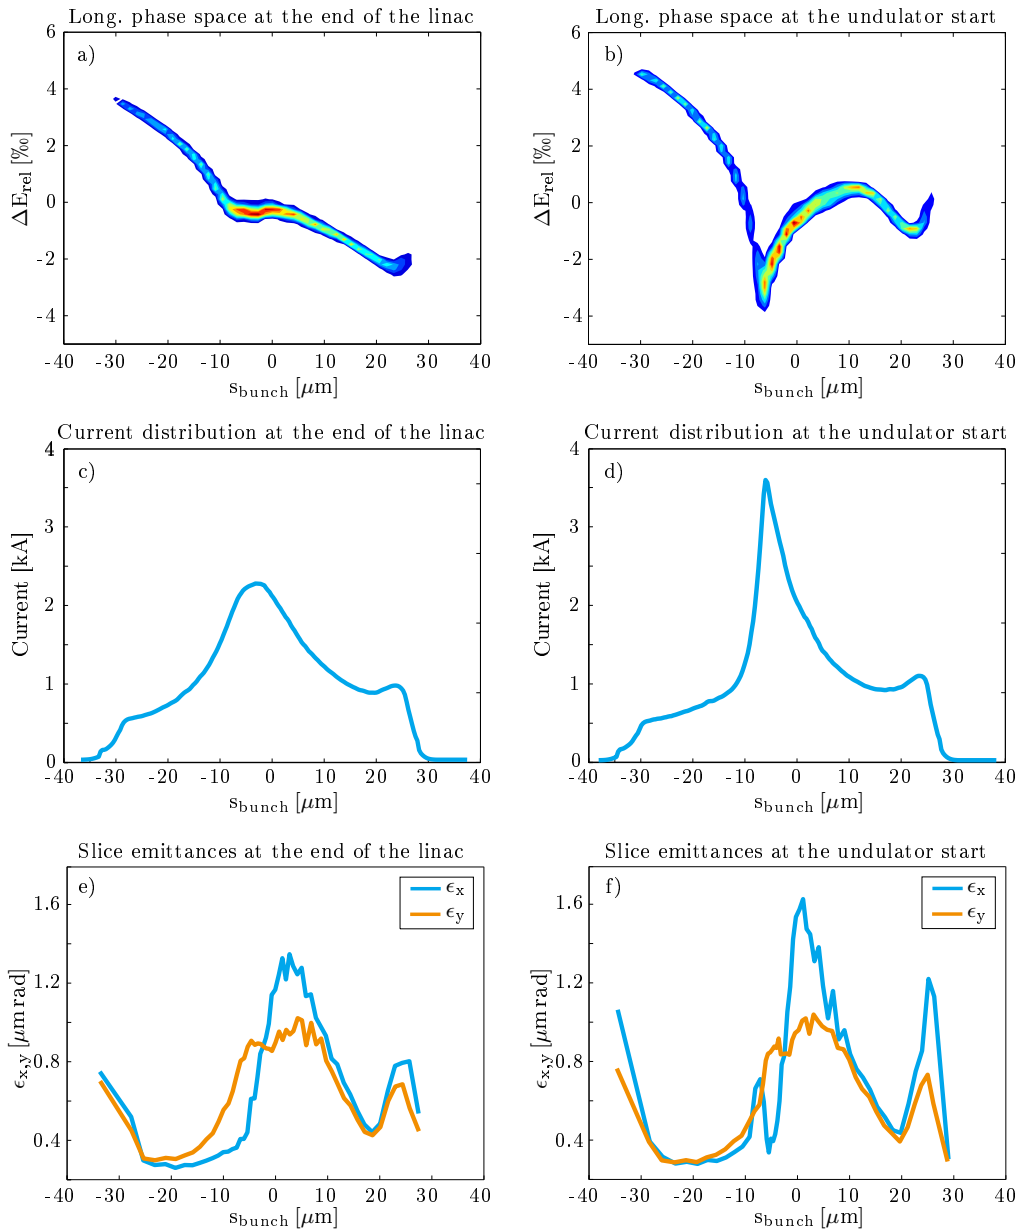 Long. phase space at the end of the linac
a)
6
4
2
0
-2
-4
ΔE_rel [‰]
-40 -30 -20 -10 0 10 20 30 40
s_bunch [μm]
Long. phase space at the undulator start
b)
6
4
2
0
-2
-4
ΔE_rel [‰]
-40 -30 -20 -10 0 10 20 30 40
s_bunch [μm]
Current distribution at the end of the linac
c)
4
3
2
1
0
Current [kA]
-40 -30 -20 -10 0 10 20 30 40
s_bunch [μm]
Current distribution at the undulator start
d)
4
3
2
1
0
Current [kA]
-40 -30 -20 -10 0 10 20 30 40
s_bunch [μm]
Slice emittances at the end of the linac
e)
ϵ_x
ϵ_y
1.6
1.2
0.8
0.4
ϵ_x,y [μm rad]
-40 -30 -20 -10 0 10 20 30 40
s_bunch [μm]
Slice emittances at the undulator start
f)
ϵ_x
ϵ_y
1.6
1.2
0.8
0.4
ϵ_x,y [μm rad]
-40 -30 -20 -10 0 10 20 30 40
s_bunch [μm]